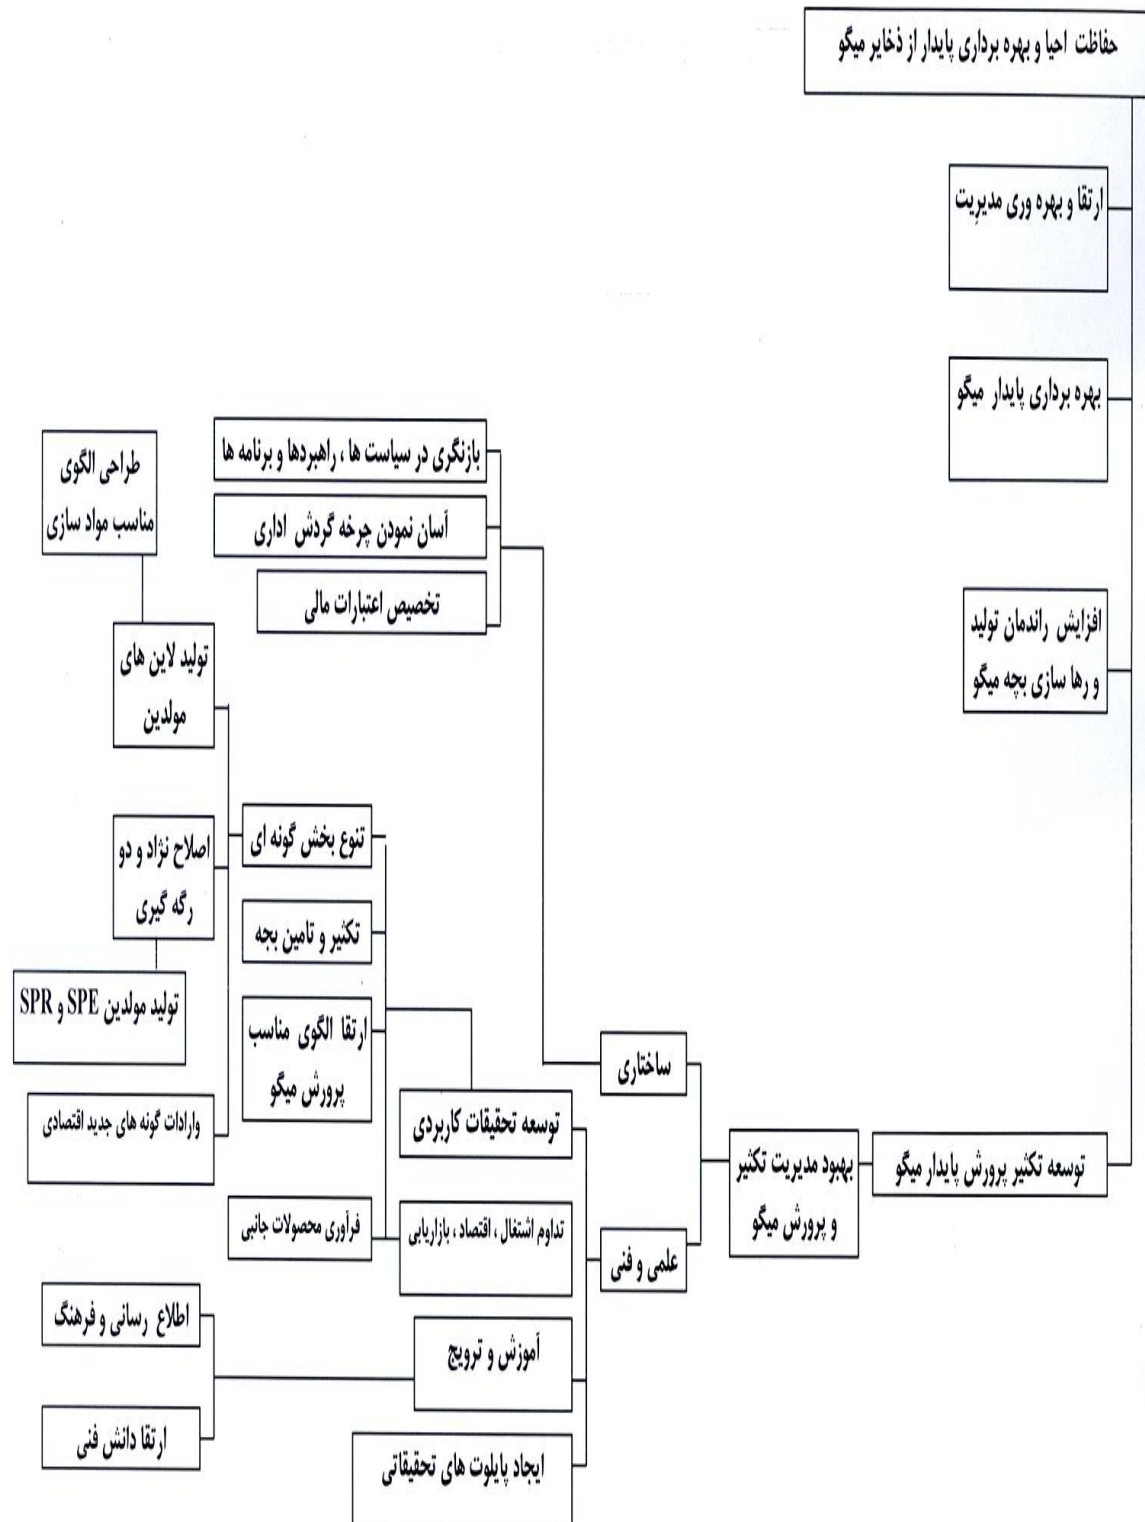 حفاظت احیا و بهره برداری پایدار از ذخایر میگو
ارتقا و بهره وری مدیریت
بهره برداری پایدار میگو
افزایش راندمان تولید
و رها سازی بچه میگو
توسعه تکثیر پرورش پایدار میگو
بهبود مدیریت تکثیر
و پرورش میگو
ساختاری
علمی و فنی
بازنگری در سیاست ها ، راهبردها و برنامه ها
آسان نمودن چرخه گردش اداری
تخصیص اعتبارات مالی
توسعه تحقیقات کاربردی
تداوم اشتغال ، اقتصاد ، بازاریابی
آموزش و ترویج
ایجاد پایلوت های تحقیقاتی
تنوع بخش گونه ای
تکثیر و تامین بچه
ارتقا الگوی مناسب
پرورش میگو
فرآوری محصولات جانبی
طراحی الگوی
مناسب مواد سازی
تولید لاین های
مولدین
اصلاح نژاد و دو
رگه گیری
تولید مولدین SPE و SPR
وارادات گونه های جدید اقتصادی
اطلاع رسانی و فرهنگ
ارتقا دانش فنی